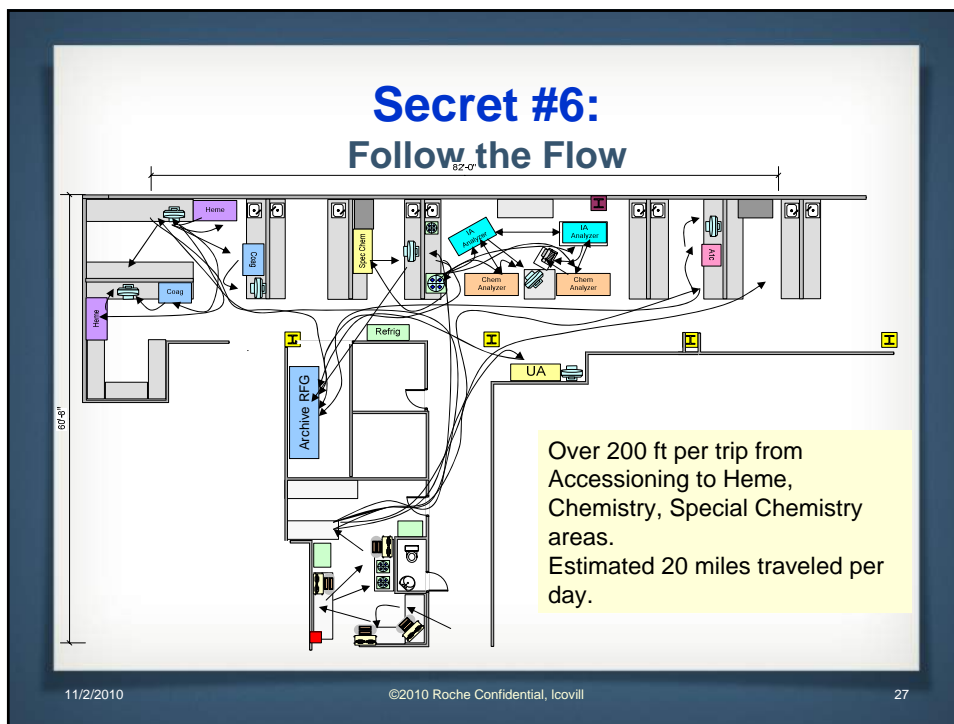 Secret #6:
Follow the Flow
82'-0"
60'-8"
Heme
Coag
Spec Chem
IA
Analyzer
IA
Analyzer
Chem
Analyzer
Chem
Analyzer
A1c
Coag
Heme
H
H
H
H
H
Refrig
UA
Archive RFG
Over 200 ft per trip from
Accessioning to Heme,
Chemistry, Special Chemistry
areas.
Estimated 20 miles traveled per
day.
11/2/2010
©2010 Roche Confidential, lcovill
27